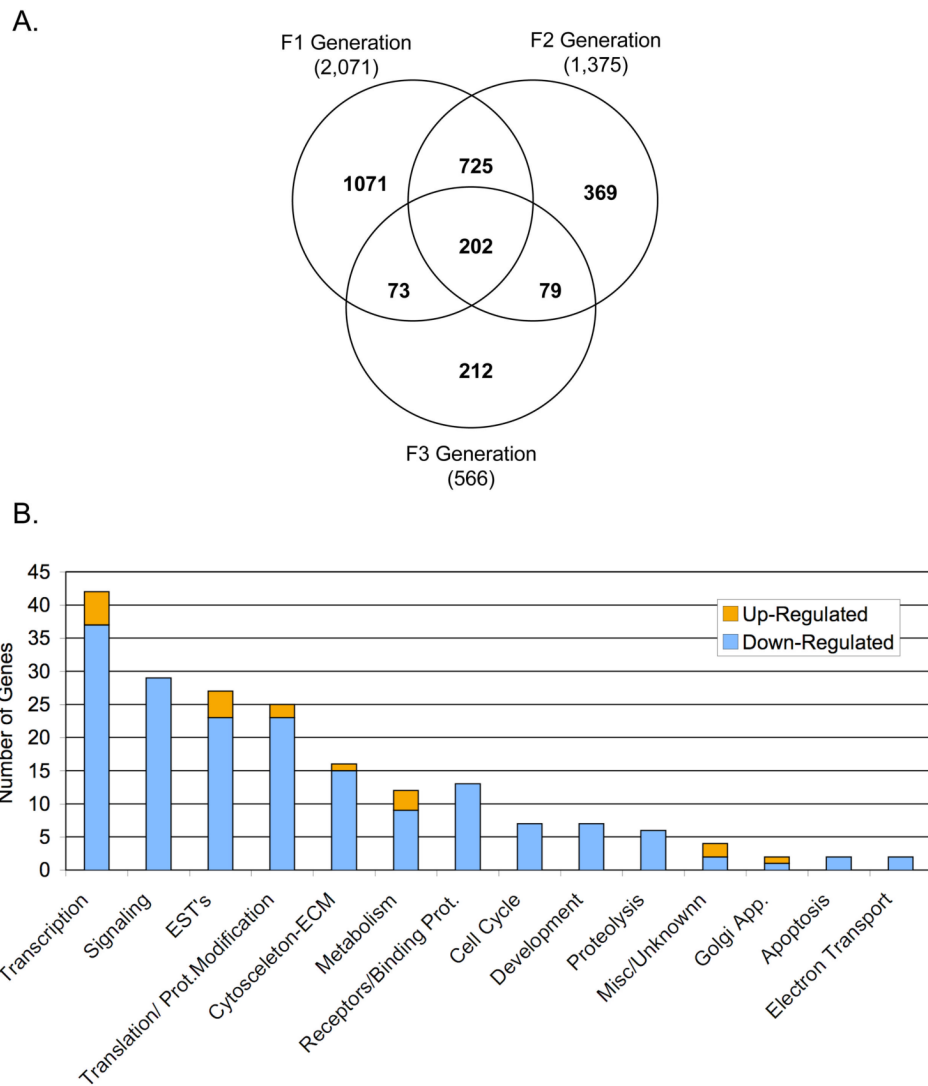 A.
F1 Generation
(2,071)
F2 Generation
(1,375)
1071
725
369
202
73
79
212
F3 Generation
(566)
B.
Number of Genes
45
40
35
30
25
20
15
10
5
0
Up-Regulated
Down-Regulated
Transcription
Signaling
EST's
Translation/ Prot.Modification
Cytosceleton-ECM
Metabolism
Receptors/Binding Prot.
Cell Cycle
Development
Proteolysis
Misc/Unknownn
Golgi App.
Apoptosis
Electron Transport